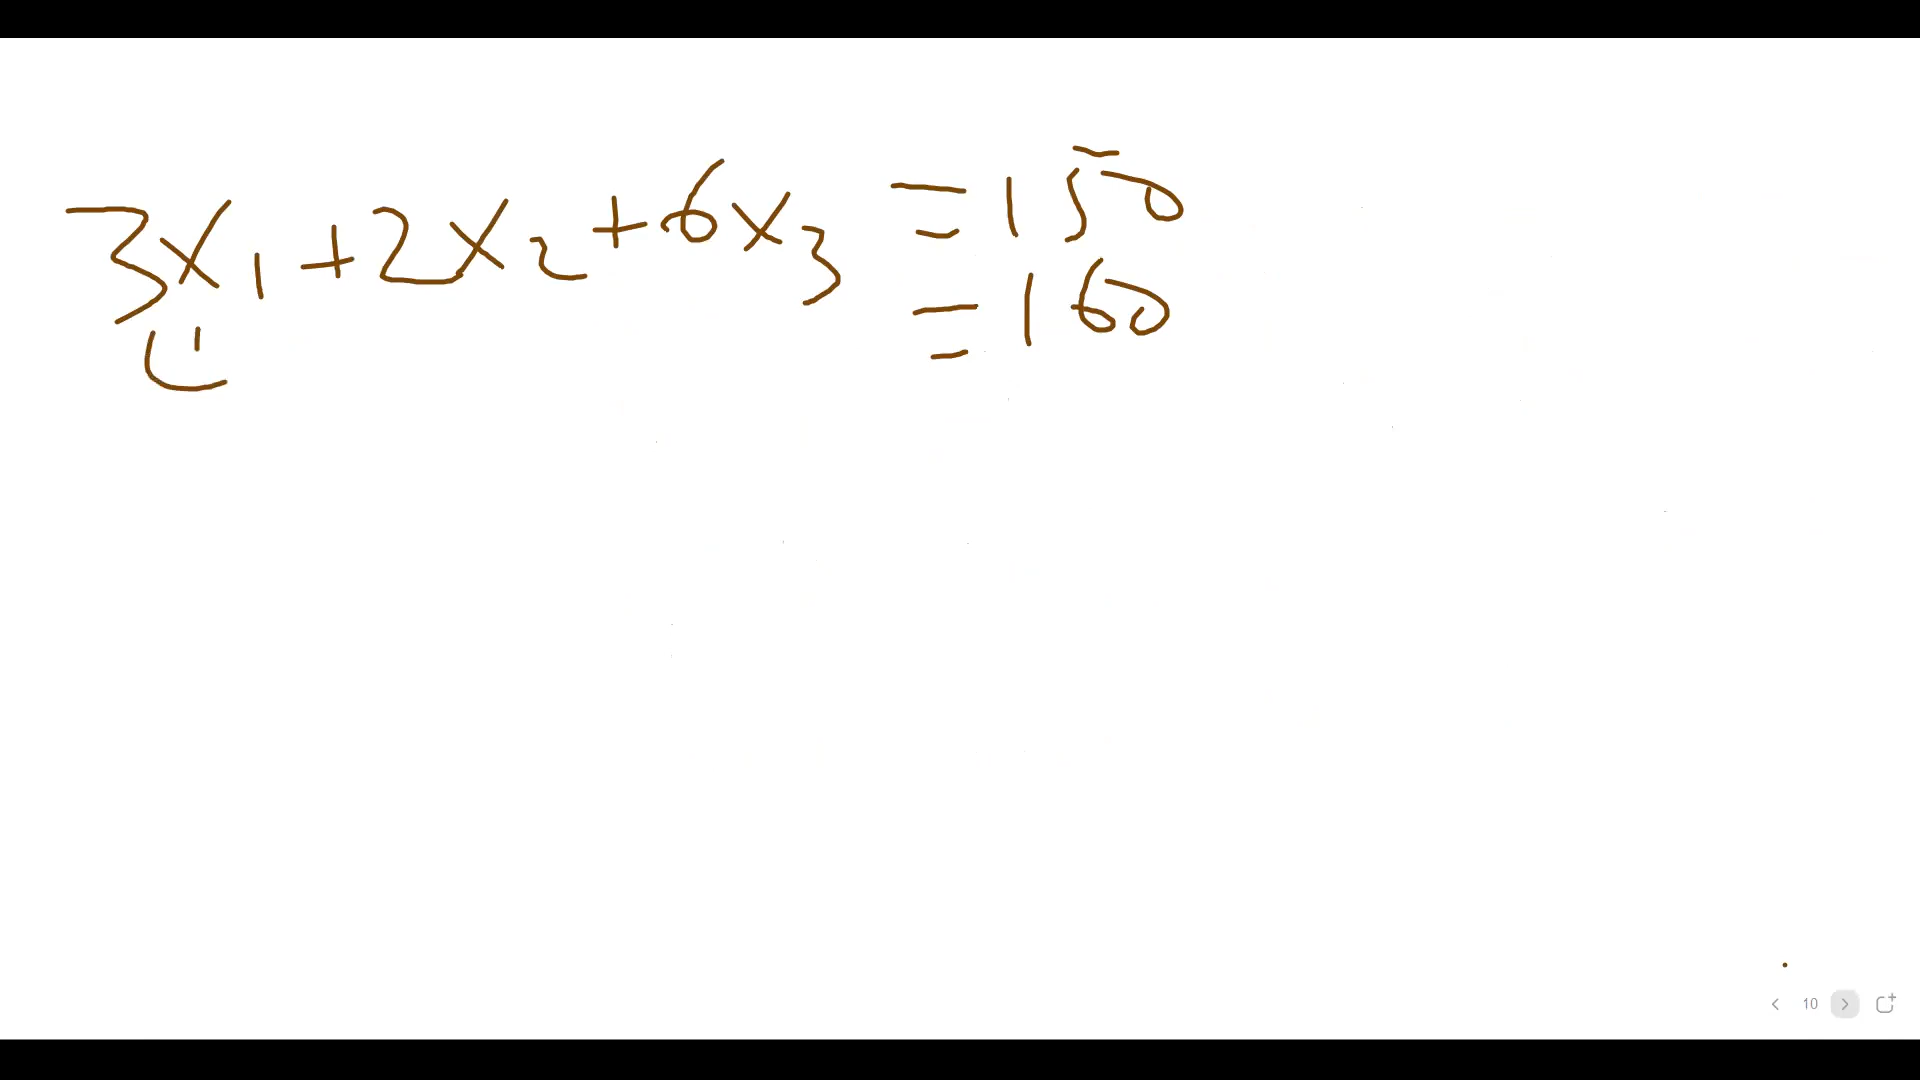 3x₁ + 2x₂ + 6x₃ = 150
= 160
10